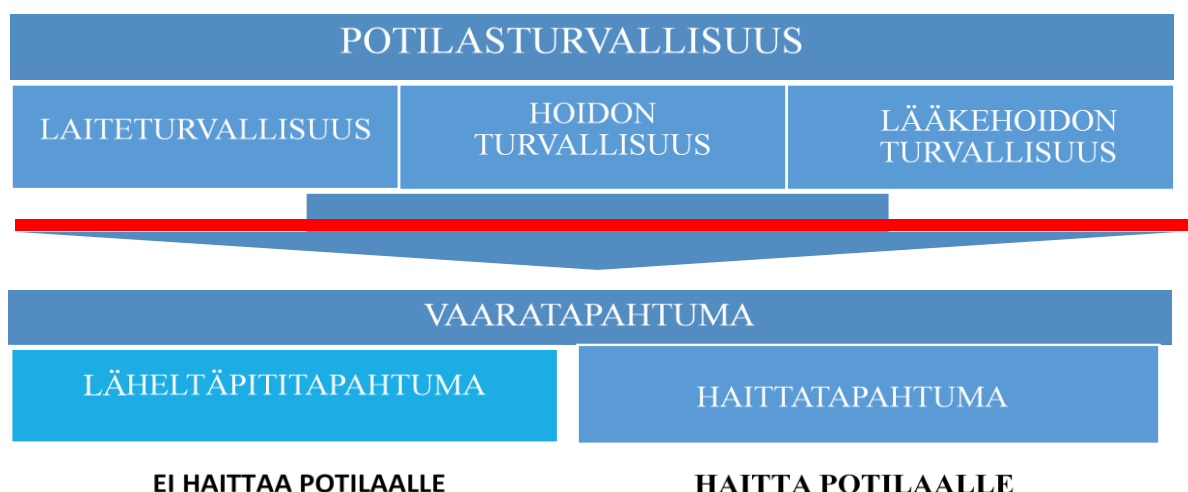 POTILASTURVALLISUUS
LAITETURVALLISUUS
HOIDON
TURVALLISUUS
LÄÄKEHOIDON
TURVALLISUUS
VAARATAPAHTUMA
LÄHELTÄPITITAPAHTUMA
HAITTATAPAHTUMA
EI HAITTAA POTILAALLE
HAITTA POTILAALLE